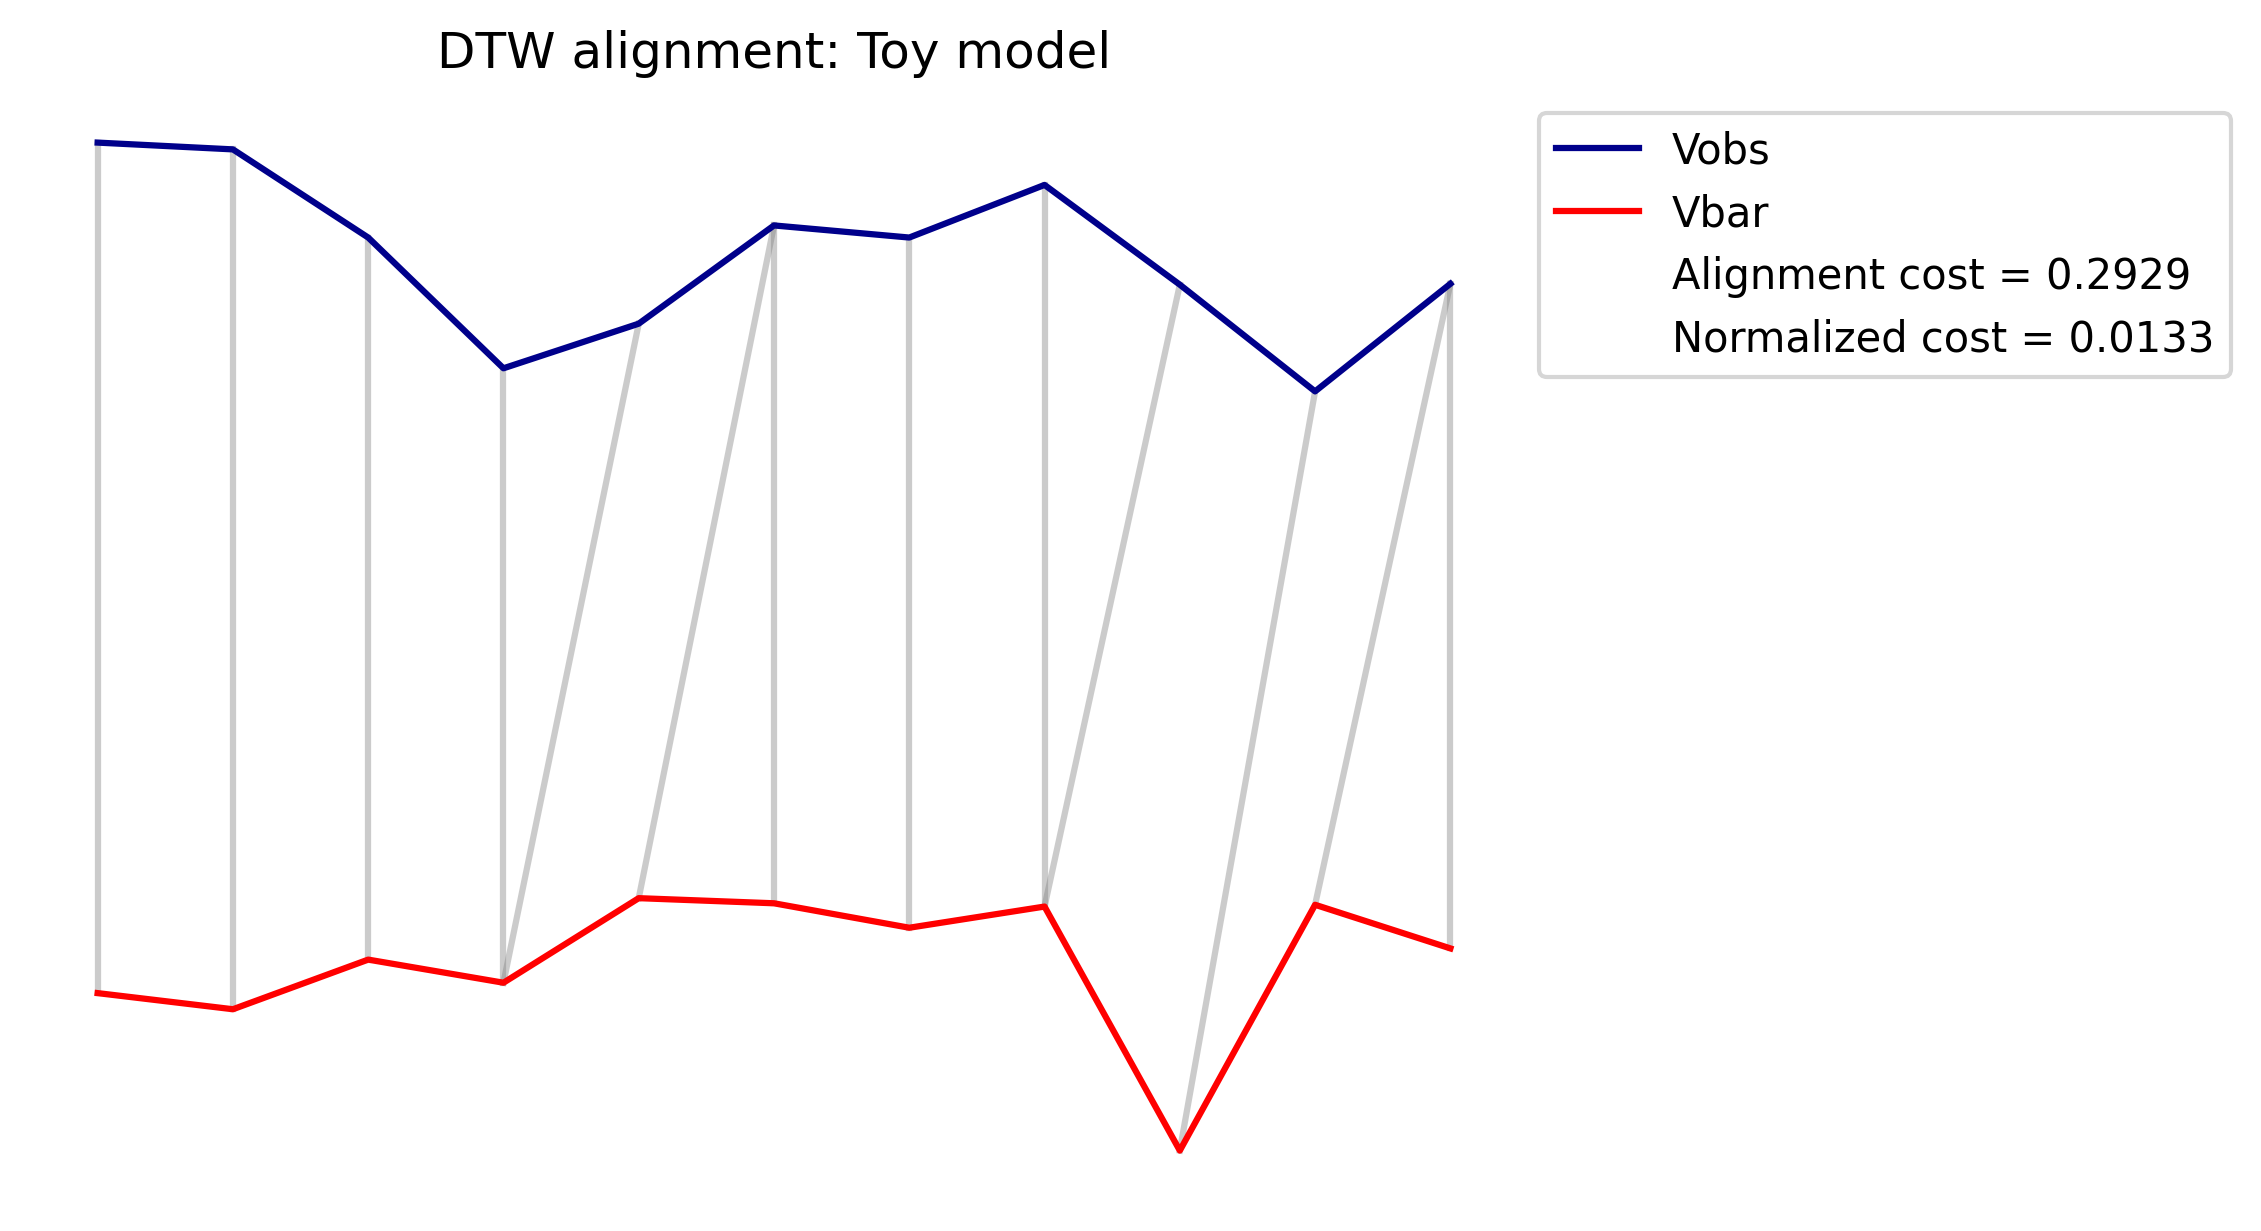 DTW alignment: Toy model
Vobs
Vbar
Alignment cost = 0.2929
Normalized cost = 0.0133